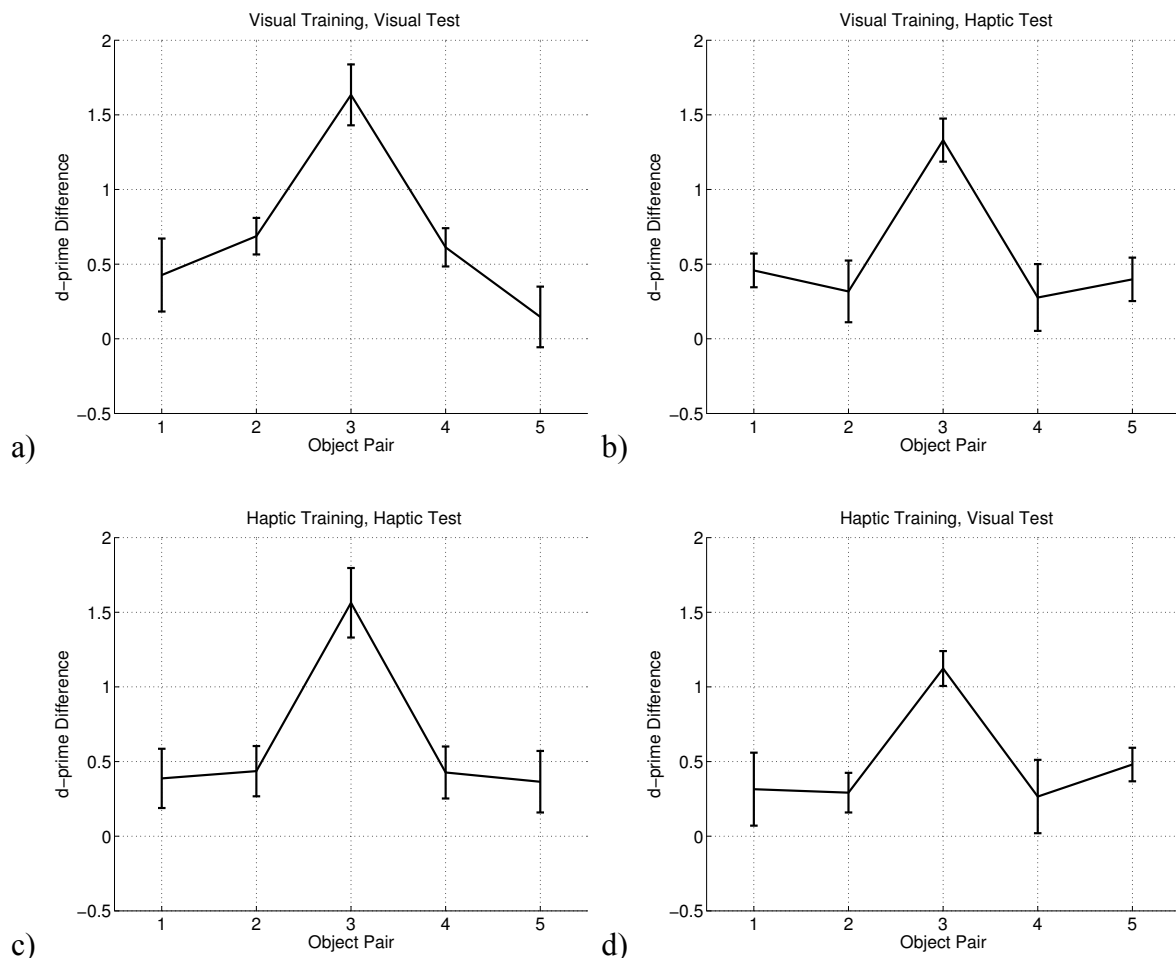 Visual Training, Visual Test
2
1.5
1
0.5
0
−0.5
d−prime Difference
1 2 3 4 5
Object Pair
a)
Visual Training, Haptic Test
2
1.5
1
0.5
0
−0.5
d−prime Difference
1 2 3 4 5
Object Pair
b)
Haptic Training, Haptic Test
2
1.5
1
0.5
0
−0.5
d−prime Difference
1 2 3 4 5
Object Pair
c)
Haptic Training, Visual Test
2
1.5
1
0.5
0
−0.5
d−prime Difference
1 2 3 4 5
Object Pair
d)